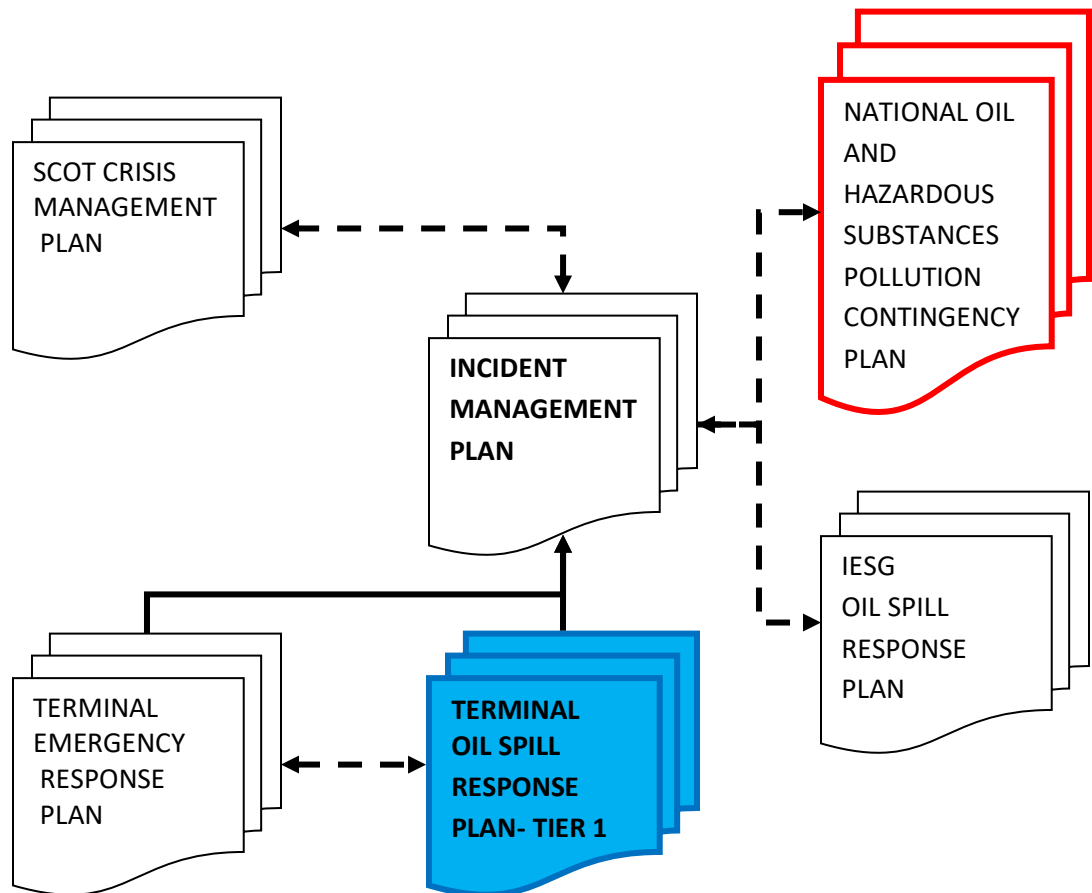 SCOT CRISIS
MANAGEMENT
PLAN
NATIONAL OIL
AND
HAZARDOUS
SUBSTANCES
POLLUTION
CONTINGENCY
PLAN
INCIDENT
MANAGEMENT
PLAN
IESG
OIL SPILL
RESPONSE
PLAN
TERMINAL
EMERGENCY
RESPONSE
PLAN
TERMINAL
OIL SPILL
RESPONSE
PLAN- TIER 1